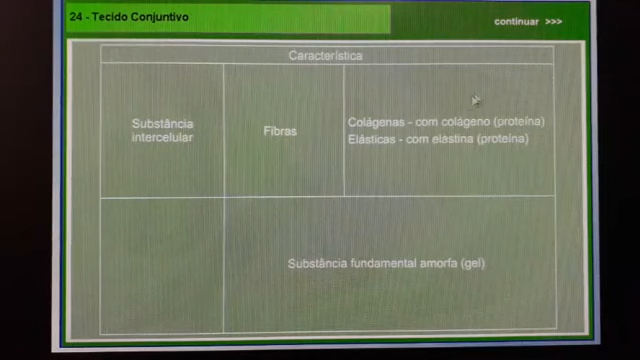 24 - Tecido Conjuntivo
continuar >>>
Característica
Substância
intercelular
Fibras
Colágenas - com colágeno (proteína)
Elásticas - com elastina (proteína)
Substância fundamental amorfa (gel)